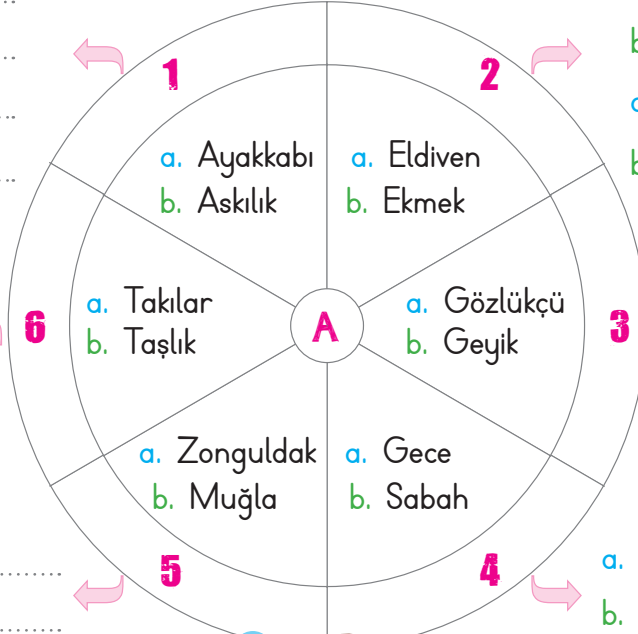 1
a. Ayakkabı
b. Askılık
2
a. Eldiven
b. Ekmek
b
a
b
6
a. Takılar
b. Taşlık
A
a. Gözlükçü
b. Geyik
3
a. Zonguldak
b. Muğla
5
a. Gece
b. Sabah
4
a.
b.